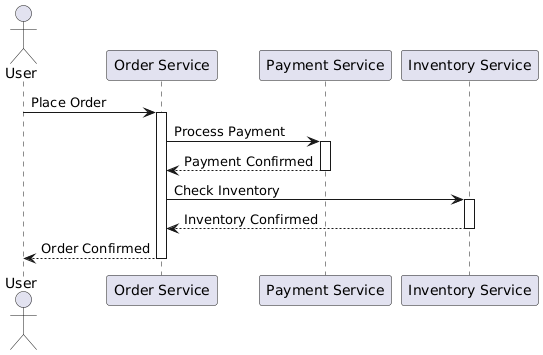 User
Order Service
Payment Service
Inventory Service
Place Order
Process Payment
Payment Confirmed
Check Inventory
Inventory Confirmed
Order Confirmed
User
Order Service
Payment Service
Inventory Service